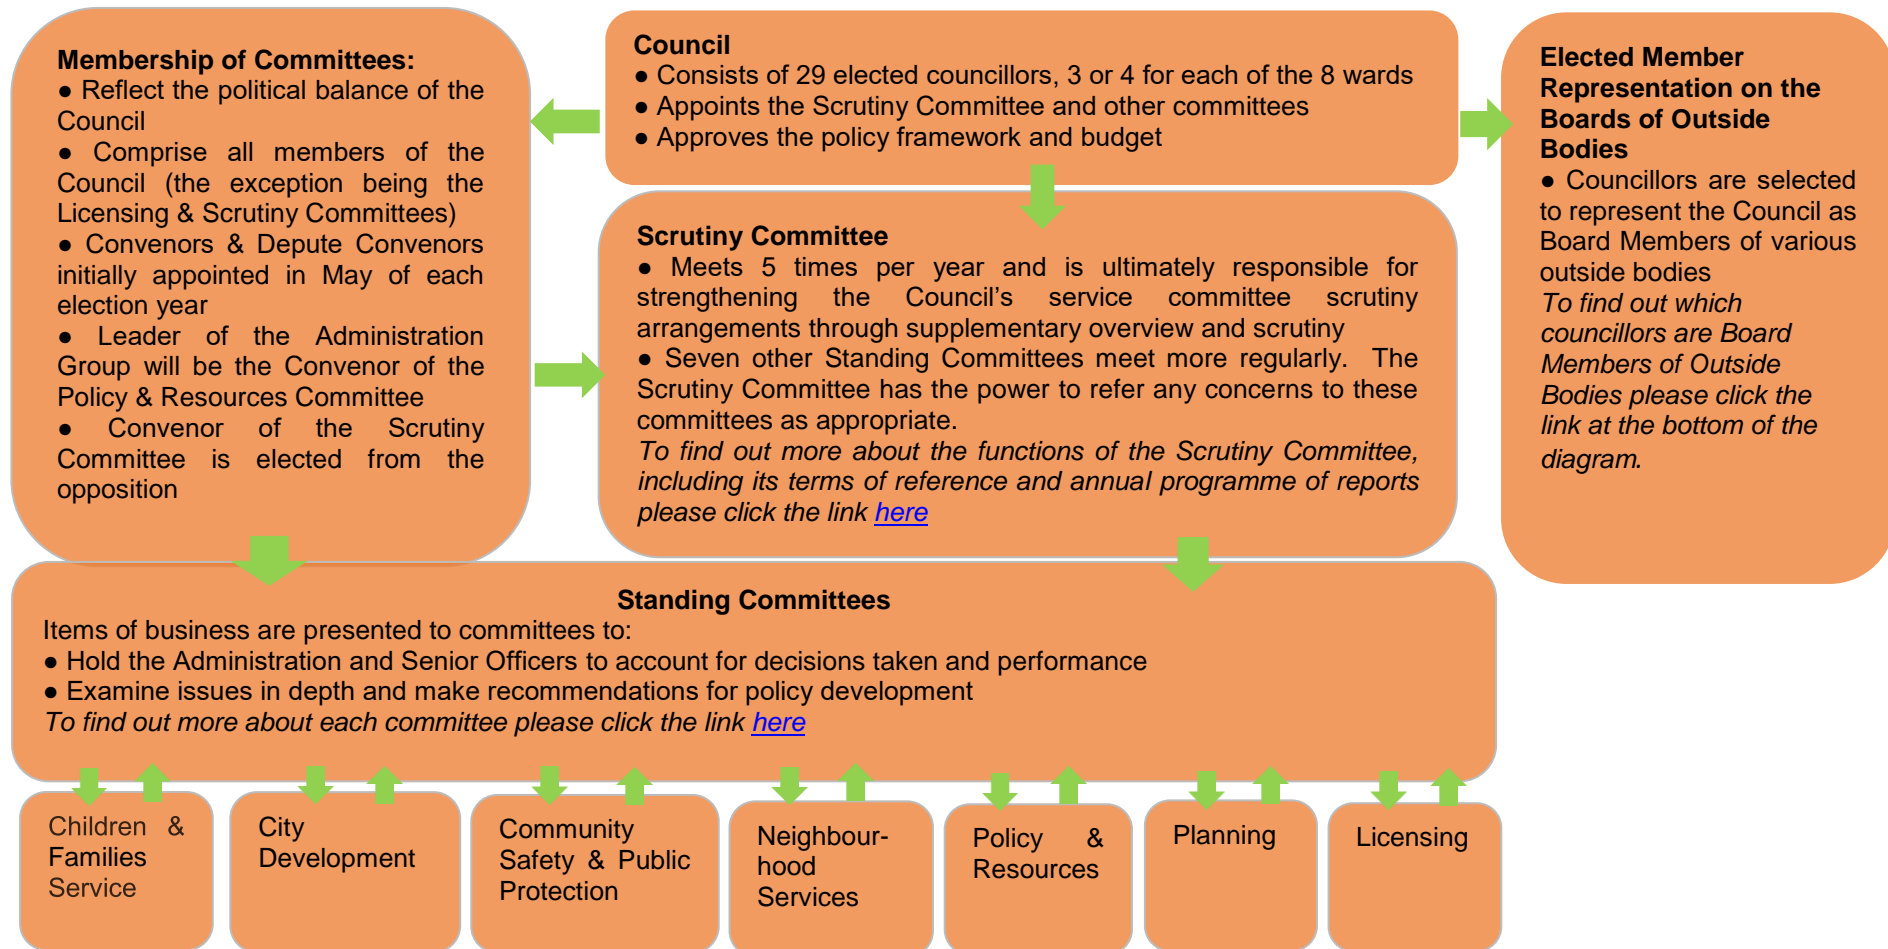 Membership of Committees:
● Reflect the political balance of the
Council
● Comprise all members of the
Council (the exception being the
Licensing & Scrutiny Committees)
● Convenors & Depute Convenors
initially appointed in May of each
election year
● Leader of the Administration
Group will be the Convenor of the
Policy & Resources Committee
● Convenor of the Scrutiny
Committee is elected from the
opposition
Council
● Consists of 29 elected councillors, 3 or 4 for each of the 8 wards
● Appoints the Scrutiny Committee and other committees
● Approves the policy framework and budget
Scrutiny Committee
● Meets 5 times per year and is ultimately responsible for
strengthening the Council’s service committee scrutiny
arrangements through supplementary overview and scrutiny
● Seven other Standing Committees meet more regularly. The
Scrutiny Committee has the power to refer any concerns to these
committees as appropriate.
To find out more about the functions of the Scrutiny Committee,
including its terms of reference and annual programme of reports
please click the link here
Elected Member
Representation on the
Boards of Outside
Bodies
● Councillors are selected
to represent the Council as
Board Members of various
outside bodies
To find out which
councillors are Board
Members of Outside
Bodies please click the
link at the bottom of the
diagram.
Standing Committees
Items of business are presented to committees to:
● Hold the Administration and Senior Officers to account for decisions taken and performance
● Examine issues in depth and make recommendations for policy development
To find out more about each committee please click the link here
Children &
Families
Service
City
Development
Community
Safety & Public
Protection
Neighbour-
hood
Services
Policy &
Resources
Planning
Licensing